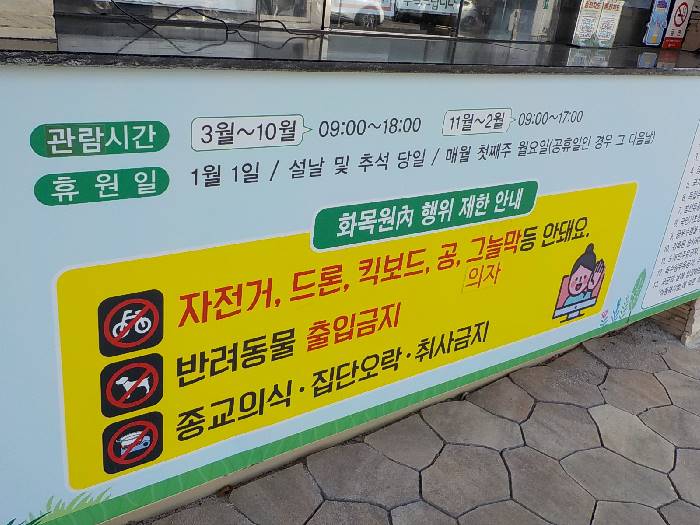 관람시간 3월~10월 09:00~18:00 11월~2월 09:00~17:00
휴원일 1월 1일 / 설날 및 추석 당일 / 매월 첫째주 월요일(공휴일인 경우 그 다음날)
화목원內 행위 제한 안내
자전거, 드론, 킥보드, 공, 그늘막등 안돼요.
의자
반려동물 출입금지
종교의식·집단오락·취사금지